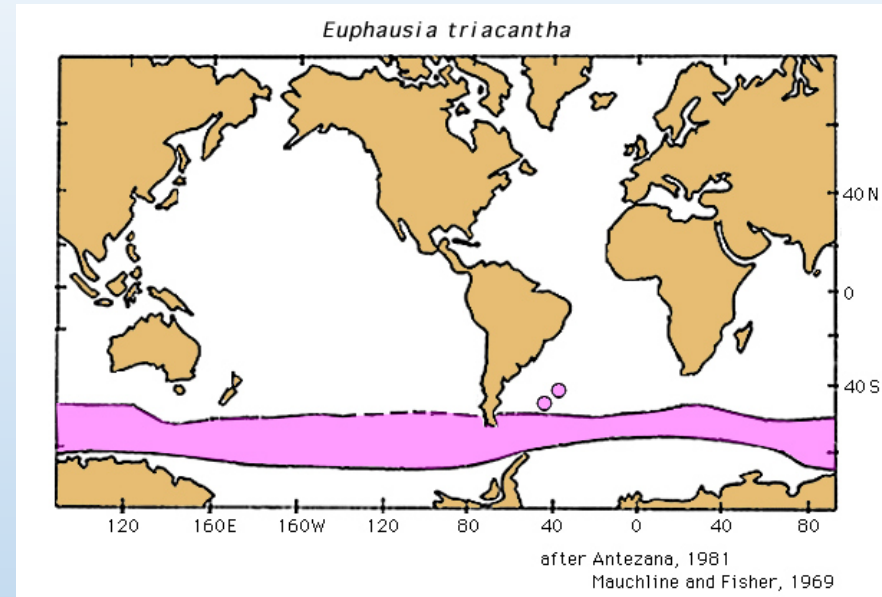 Euphausia triacantha
40 N
0
40 S
120 160E 160W 120 80 40 0 40 80
after Antezana, 1981
Mauchline and Fisher, 1969